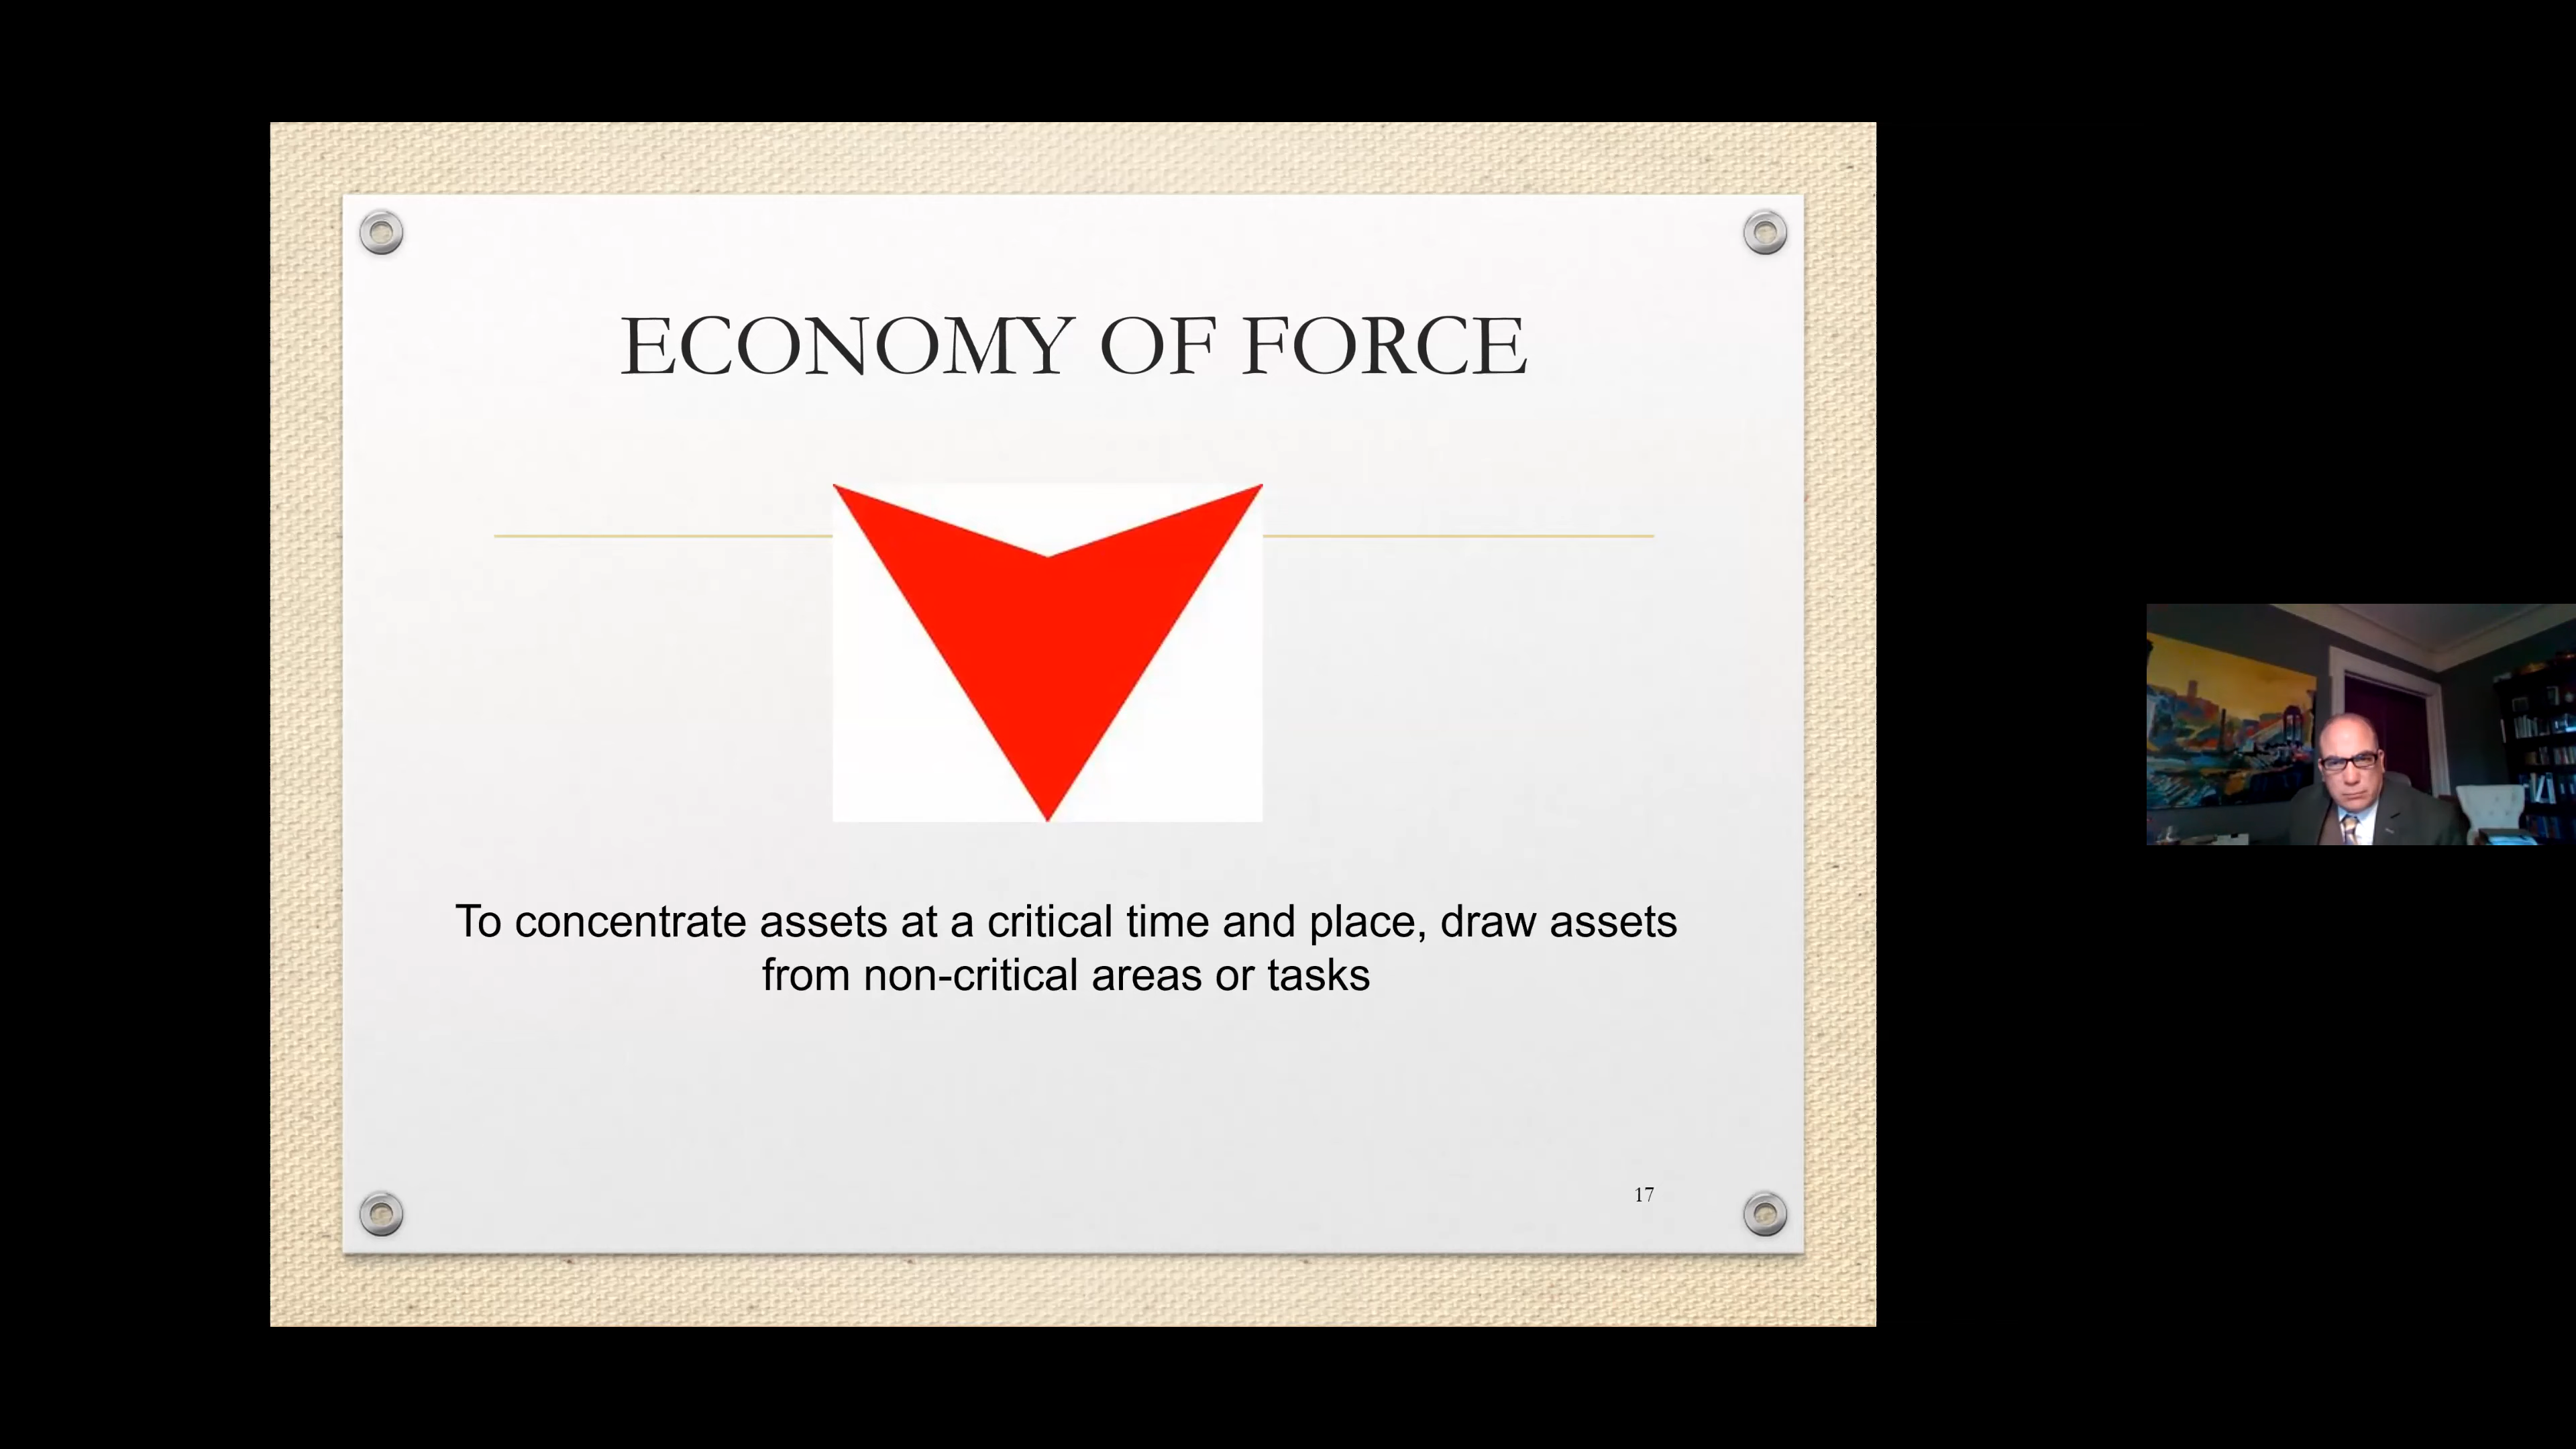 ECONOMY OF FORCE
To concentrate assets at a critical time and place, draw assets
from non-critical areas or tasks
17